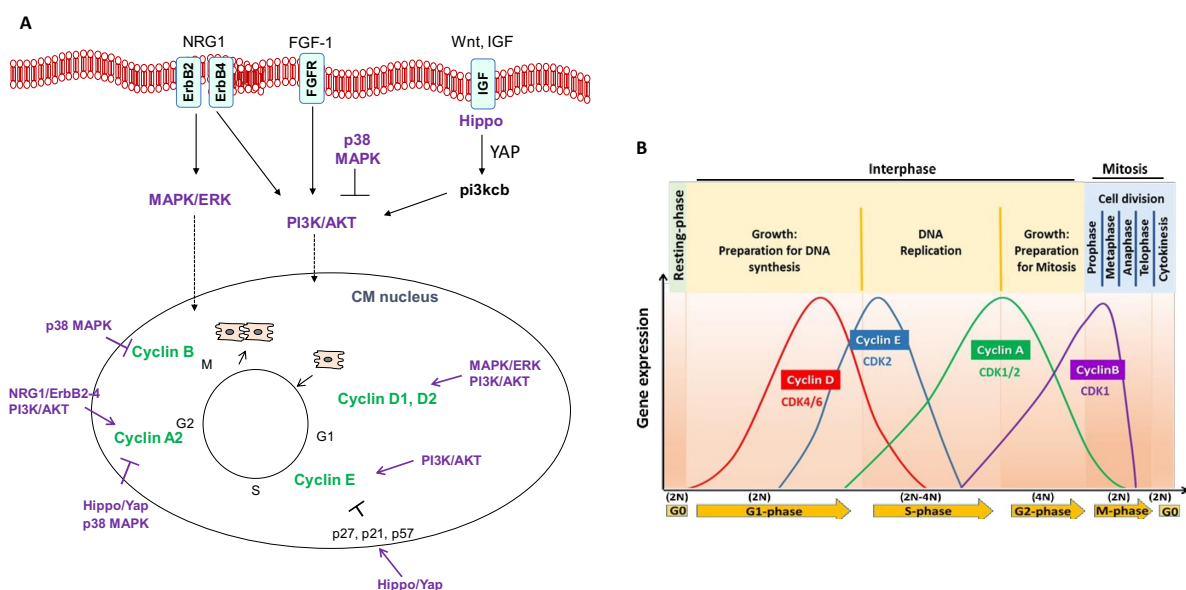 A
NRG1
FGF-1
Wnt, IGF
ErbB2
ErbB4
FGFR
IGF
Hippo
p38
MAPK
YAP
pi3kcb
MAPK/ERK
PI3K/AKT
CM nucleus
p38 MAPK
Cyclin B
M
MAPK/ERK
PI3K/AKT
NRG1/ErbB2-4
PI3K/AKT
Cyclin D1, D2
G2
G1
Cyclin A2
PI3K/AKT
Cyclin E
S
Hippo/Yap
p38 MAPK
p27, p21, p57
Hippo/Yap
B
Interphase
Mitosis
Resting-phase
Growth:
Preparation for DNA
synthesis
DNA
Replication
Growth:
Preparation
for Mitosis
Cell division
Prophase
Metaphase
Anaphase
Telophase
Cytokinesis
Gene expression
Cyclin D
CDK4/6
Cyclin E
CDK2
Cyclin A
CDK1/2
CyclinB
CDK1
(2N)
(2N)
(2N-4N)
(4N)
(2N)
(2N)
G0
G1-phase
S-phase
G2-phase
M-phase
G0